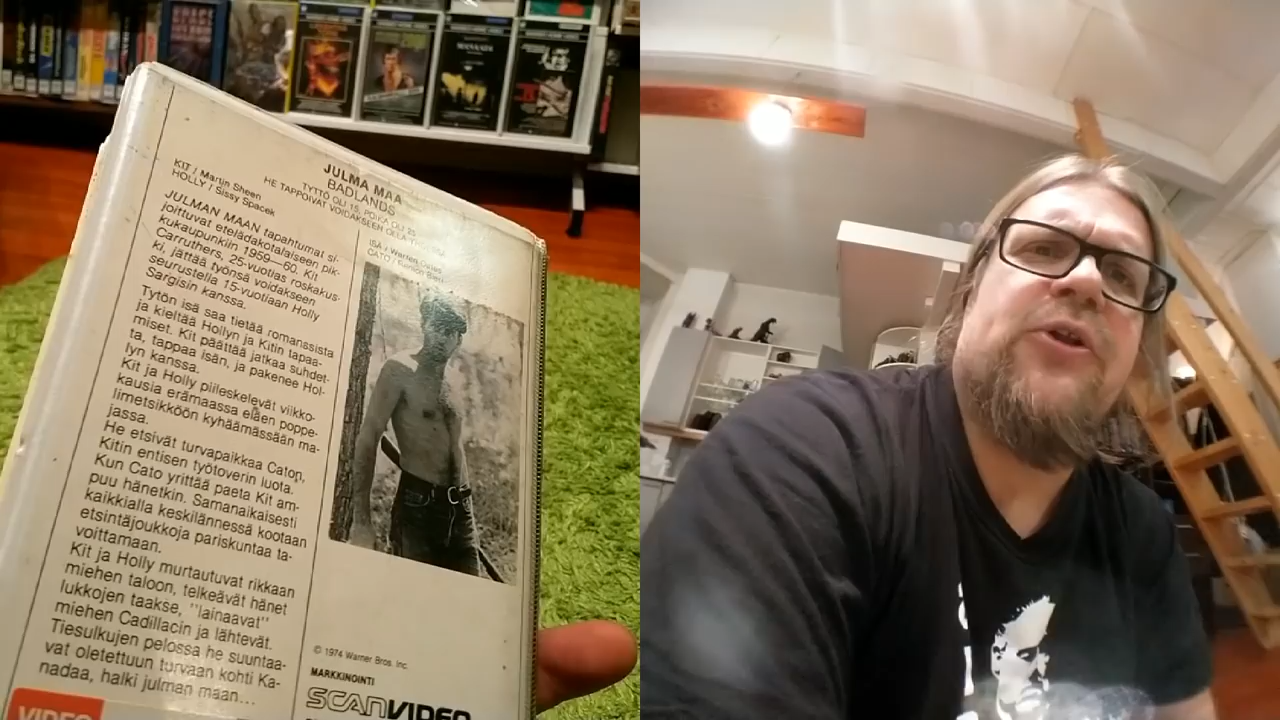 JULMA MAA
BADLANDS
TYTTÖ OLI 15, POIKA OLI 25
HE TAPPOIVAT VOIDAKSEEN
KIT / Martin Sheen
HOLLY / Sissy Spacek
ISÄ / Warren Oates
CATO / Ramon Bieri
JULMAN MAAN tapahtumat si-
joittuvat etelädakotalaiseen pik-
kukaupunkiin 1959—60. Kit
Carruthers, 25-vuotias roskakus-
ki, jättää työnsä voidakseen
seurustella 15-vuotiaan Holly
Sargisin kanssa.
Tytön isä saa tietää romanssista
ja kieltää Hollyn ja Kitin tapaa-
miset. Kit päättää jatkaa suhdet-
ta, tappaa isän, ja pakenee Hol-
lyn kanssa.
Kit ja Holly piileskelevät viikko-
kausia erämaassa eläen poppe-
limetsikköön kyhäämässään ma-
jassa.
He etsivät turvapaikkaa Caton,
Kitin entisen työtoverin luota.
Kun Cato yrittää paeta Kit am-
puu hänetkin. Samanaikaisesti
kaikkialla keskilännessä kootaan
etsintäjoukkoja pariskuntaa ta-
voittamaan.
Kit ja Holly murtautuvat rikkaan
miehen taloon, telkeävät hänet
lukkojen taakse, "lainaavat"
miehen Cadillacin ja lähtevät.
Tiesulkujen pelossa he suuntaa-
vat oletettuun turvaan kohti Ka-
nadaa, halki julman maan...
© 1974 Warner Bros. Inc.
MARKKINOINTI
SCANVIDEO
VIDEO